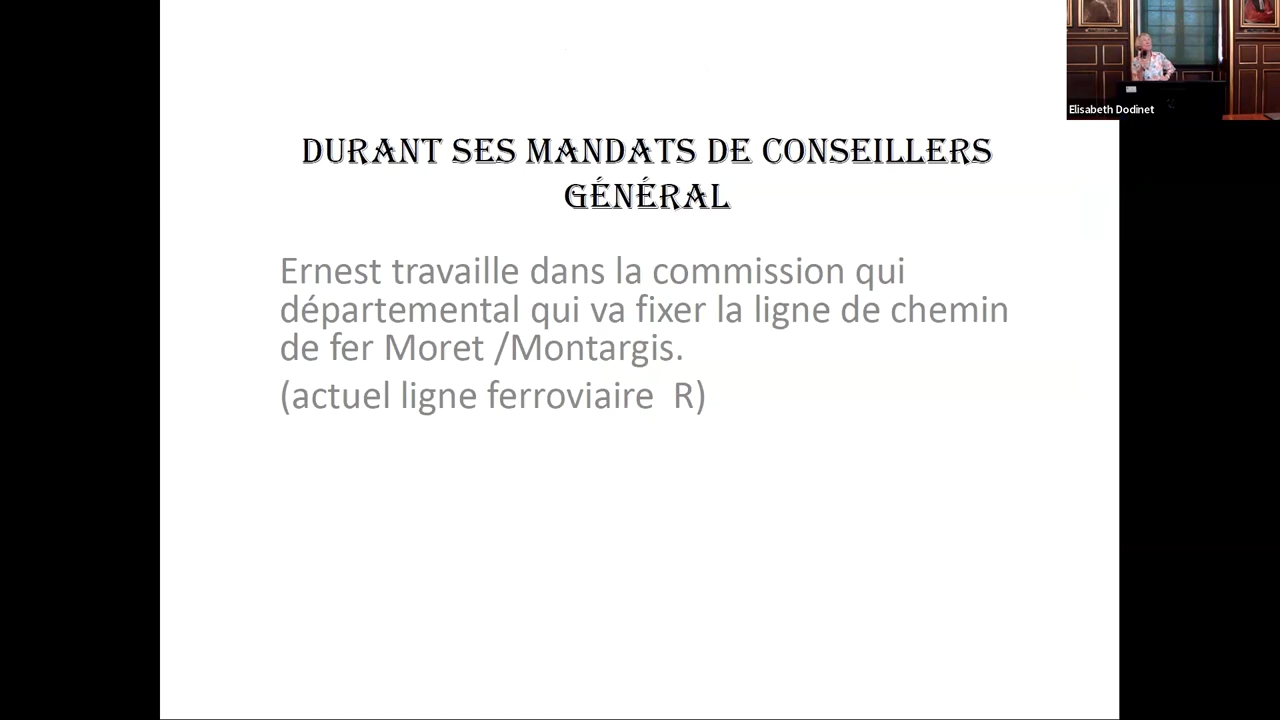 Elisabeth Dodinet
DURANT SES MANDATS DE CONSEILLERS
GÉNÉRAL
Ernest travaille dans la commission qui
départemental qui va fixer la ligne de chemin
de fer Moret /Montargis.
(actuel ligne ferroviaire  R)